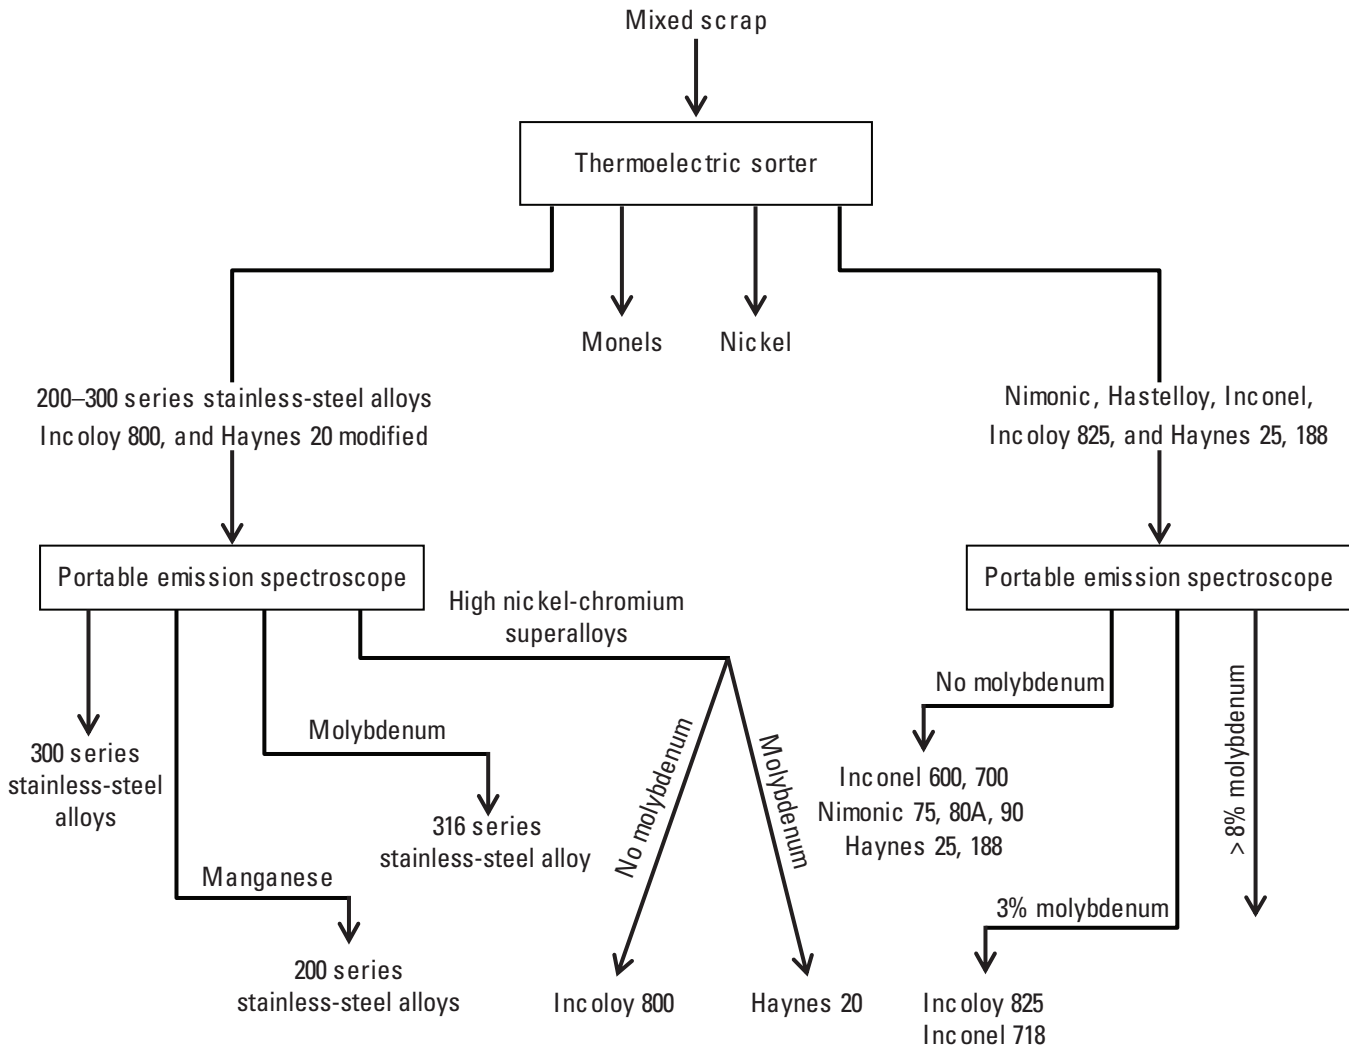 Mixed scrap
Thermoelectric sorter
Monels
Nickel
200–300 series stainless-steel alloys
Incoloy 800, and Haynes 20 modified
Nimonic, Hastelloy, Inconel,
Incoloy 825, and Haynes 25, 188
Portable emission spectroscope
High nickel-chromium
superalloys
Portable emission spectroscope
300 series
stainless-steel
alloys
Manganese
200 series
stainless-steel alloys
Molybdenum
316 series
stainless-steel alloy
No molybdenum
Incoloy 800
Molybdenum
Haynes 20
No molybdenum
Inconel 600, 700
Nimonic 75, 80A, 90
Haynes 25, 188
3% molybdenum
Incoloy 825
Inconel 718
> 8% molybdenum